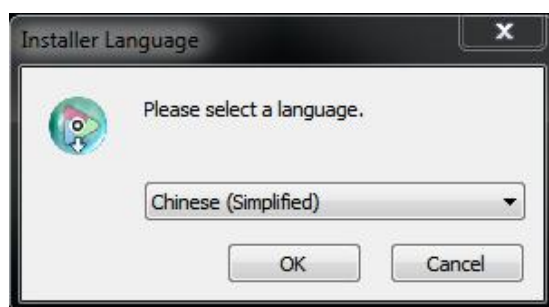 Installer Language
Please select a language.
Chinese (Simplified)
OK
Cancel